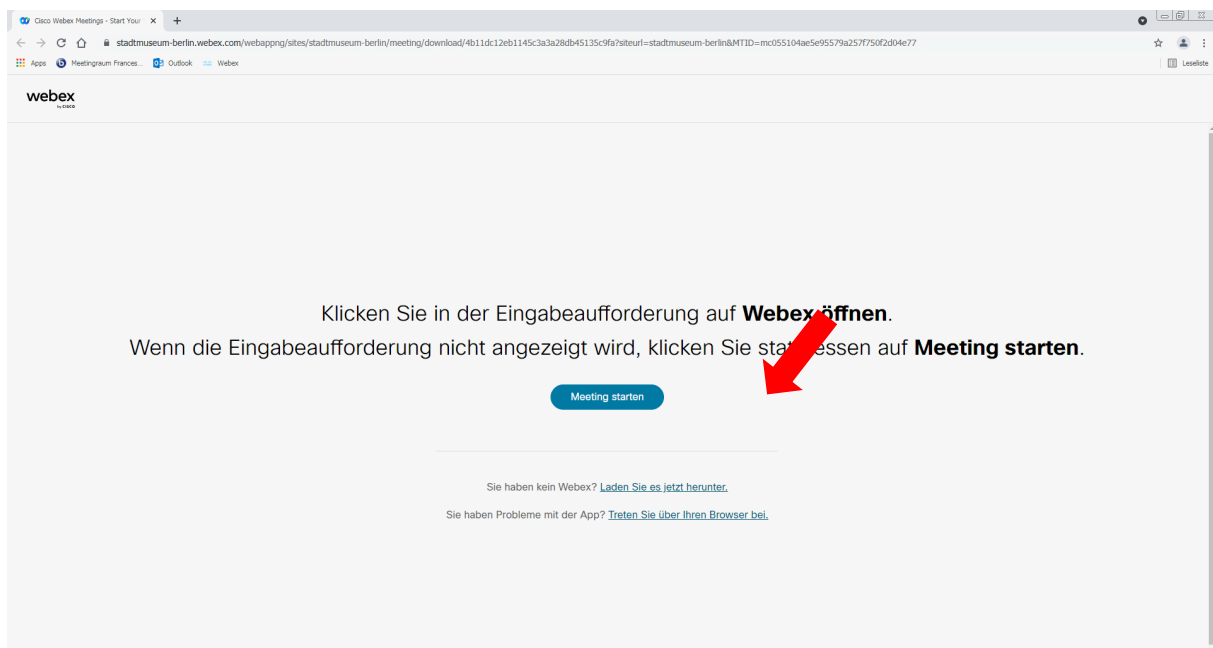 Cisco Webex Meetings - Start Your
stadtmuseum-berlin.webex.com/webappng/sites/stadtmuseum-berlin/meeting/download/4b11dc12eb1145c3a3a28db45135c9fa?siteurl=stadtmuseum-berlin&MTID=mc055104ae5e95579a257f750f2d04e77
Apps Meetingraum Frances... Outlook Webex Leseliste
webex
by CISCO
Klicken Sie in der Eingabeaufforderung auf Webex öffnen.
Wenn die Eingabeaufforderung nicht angezeigt wird, klicken Sie stattdessen auf Meeting starten.
Meeting starten
Sie haben kein Webex? Laden Sie es jetzt herunter.
Sie haben Probleme mit der App? Treten Sie über Ihren Browser bei.